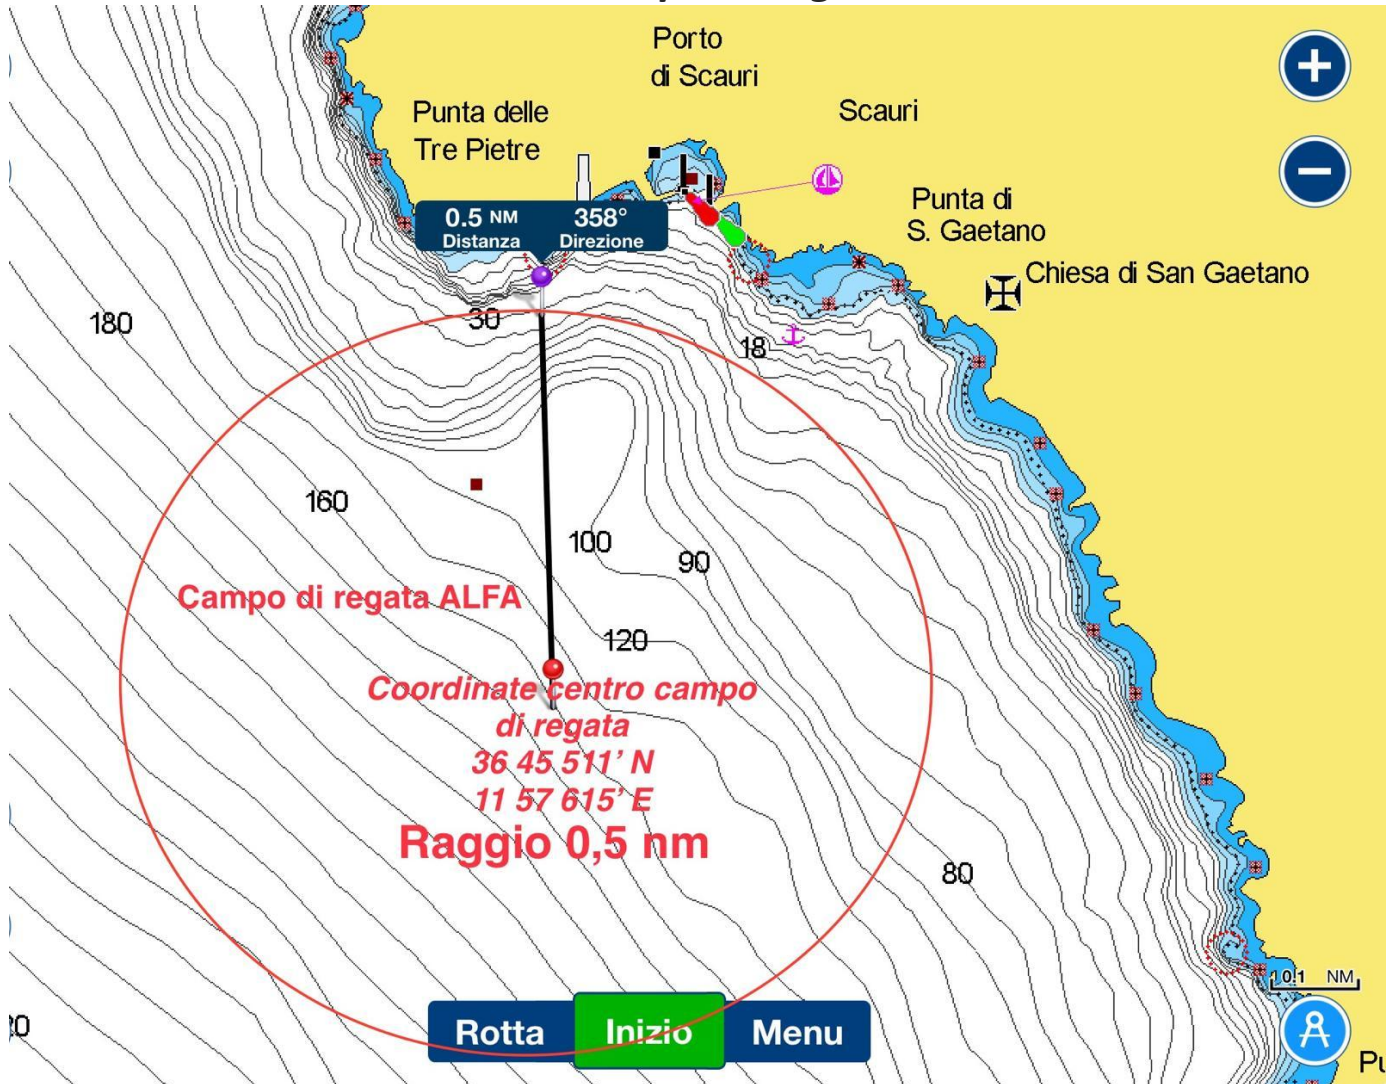 Porto
di Scauri
Scauri
Punta delle
Tre Pietre
Punta di
S. Gaetano
0.5 NM
Distanza
358°
Direzione
Chiesa di San Gaetano
180
30
18
160
100
90
Campo di regata ALFA
120
Coordinate centro campo
di regata
36 45 511' N
11 57 615' E
Raggio 0,5 nm
80
0.1 NM
Rotta
Inizio
Menu